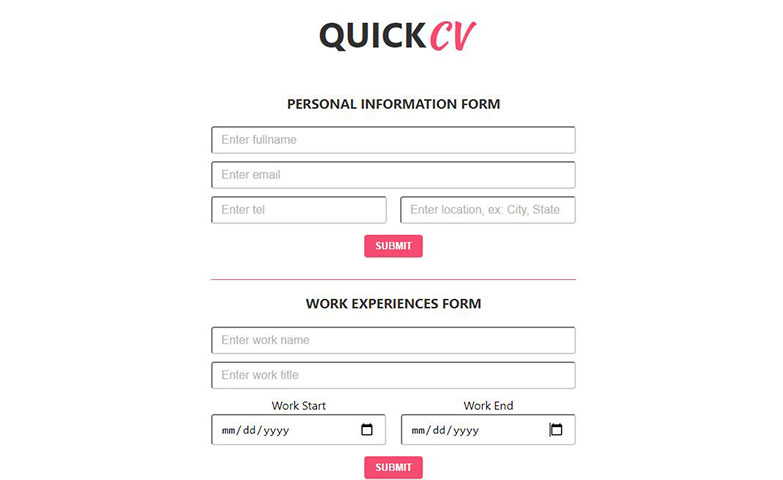 QUICKCV
PERSONAL INFORMATION FORM
Enter fullname
Enter email
Enter tel Enter location, ex: City, State
SUBMIT
WORK EXPERIENCES FORM
Enter work name
Enter work title
Work Start Work End
mm/dd/yyyy mm/dd/yyyy
SUBMIT